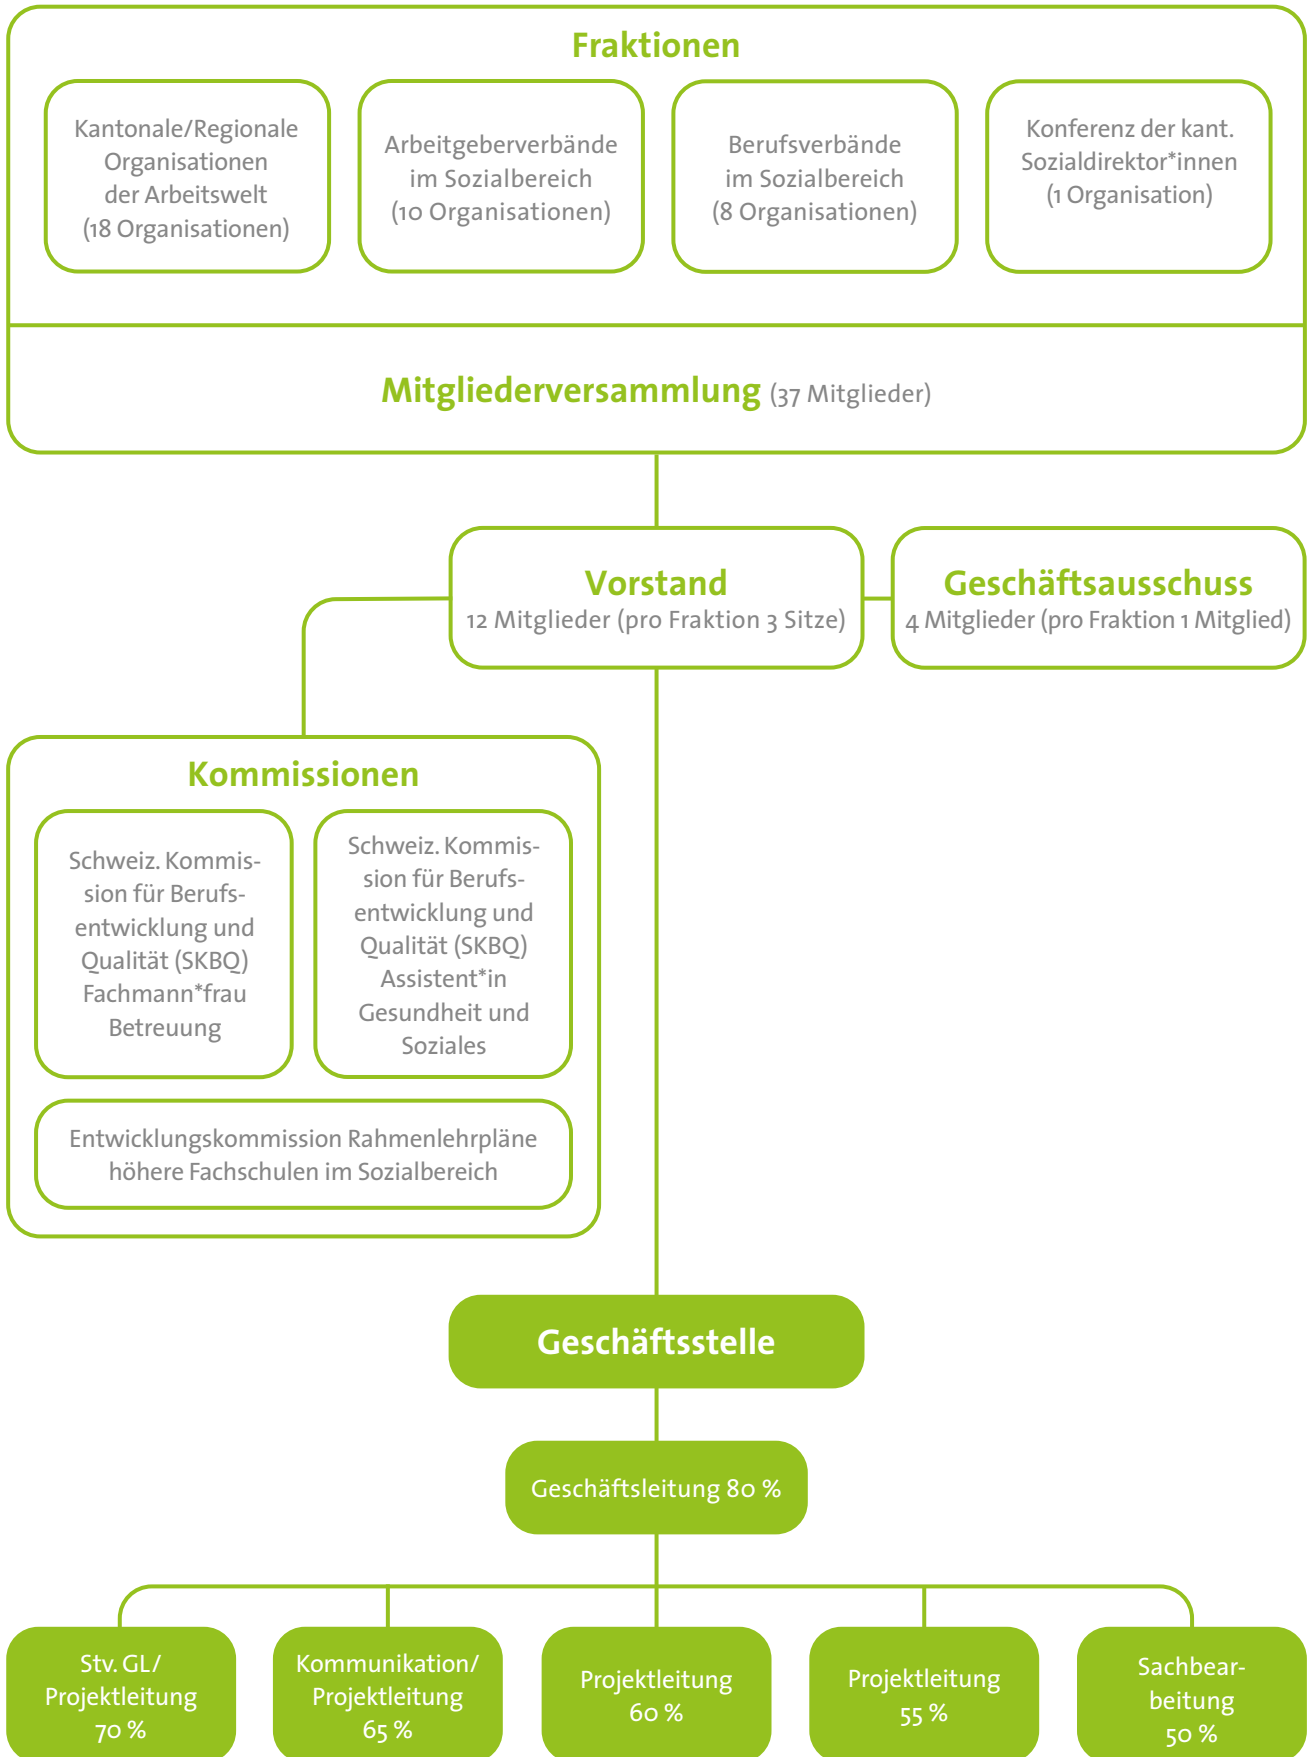 Fraktionen
Kantonale/Regionale
Organisationen
der Arbeitswelt
(18 Organisationen)
Arbeitgeberverbände
im Sozialbereich
(10 Organisationen)
Berufsverbände
im Sozialbereich
(8 Organisationen)
Konferenz der kant.
Sozialdirektor*innen
(1 Organisation)
Mitgliederversammlung (37 Mitglieder)
Vorstand
12 Mitglieder (pro Fraktion 3 Sitze)
Geschäftsausschuss
4 Mitglieder (pro Fraktion 1 Mitglied)
Kommissionen
Schweiz. Kommis-
sion für Berufs-
entwicklung und
Qualität (SKBQ)
Fachmann*frau
Betreuung
Schweiz. Kommis-
sion für Berufs-
entwicklung und
Qualität (SKBQ)
Assistent*in
Gesundheit und
Soziales
Entwicklungskommission Rahmenlehrpläne
höhere Fachschulen im Sozialbereich
Geschäftsstelle
Geschäftsleitung 80 %
Stv. GL/
Projektleitung
70 %
Kommunikation/
Projektleitung
65 %
Projektleitung
60 %
Projektleitung
55 %
Sachbear-
beitung
50 %